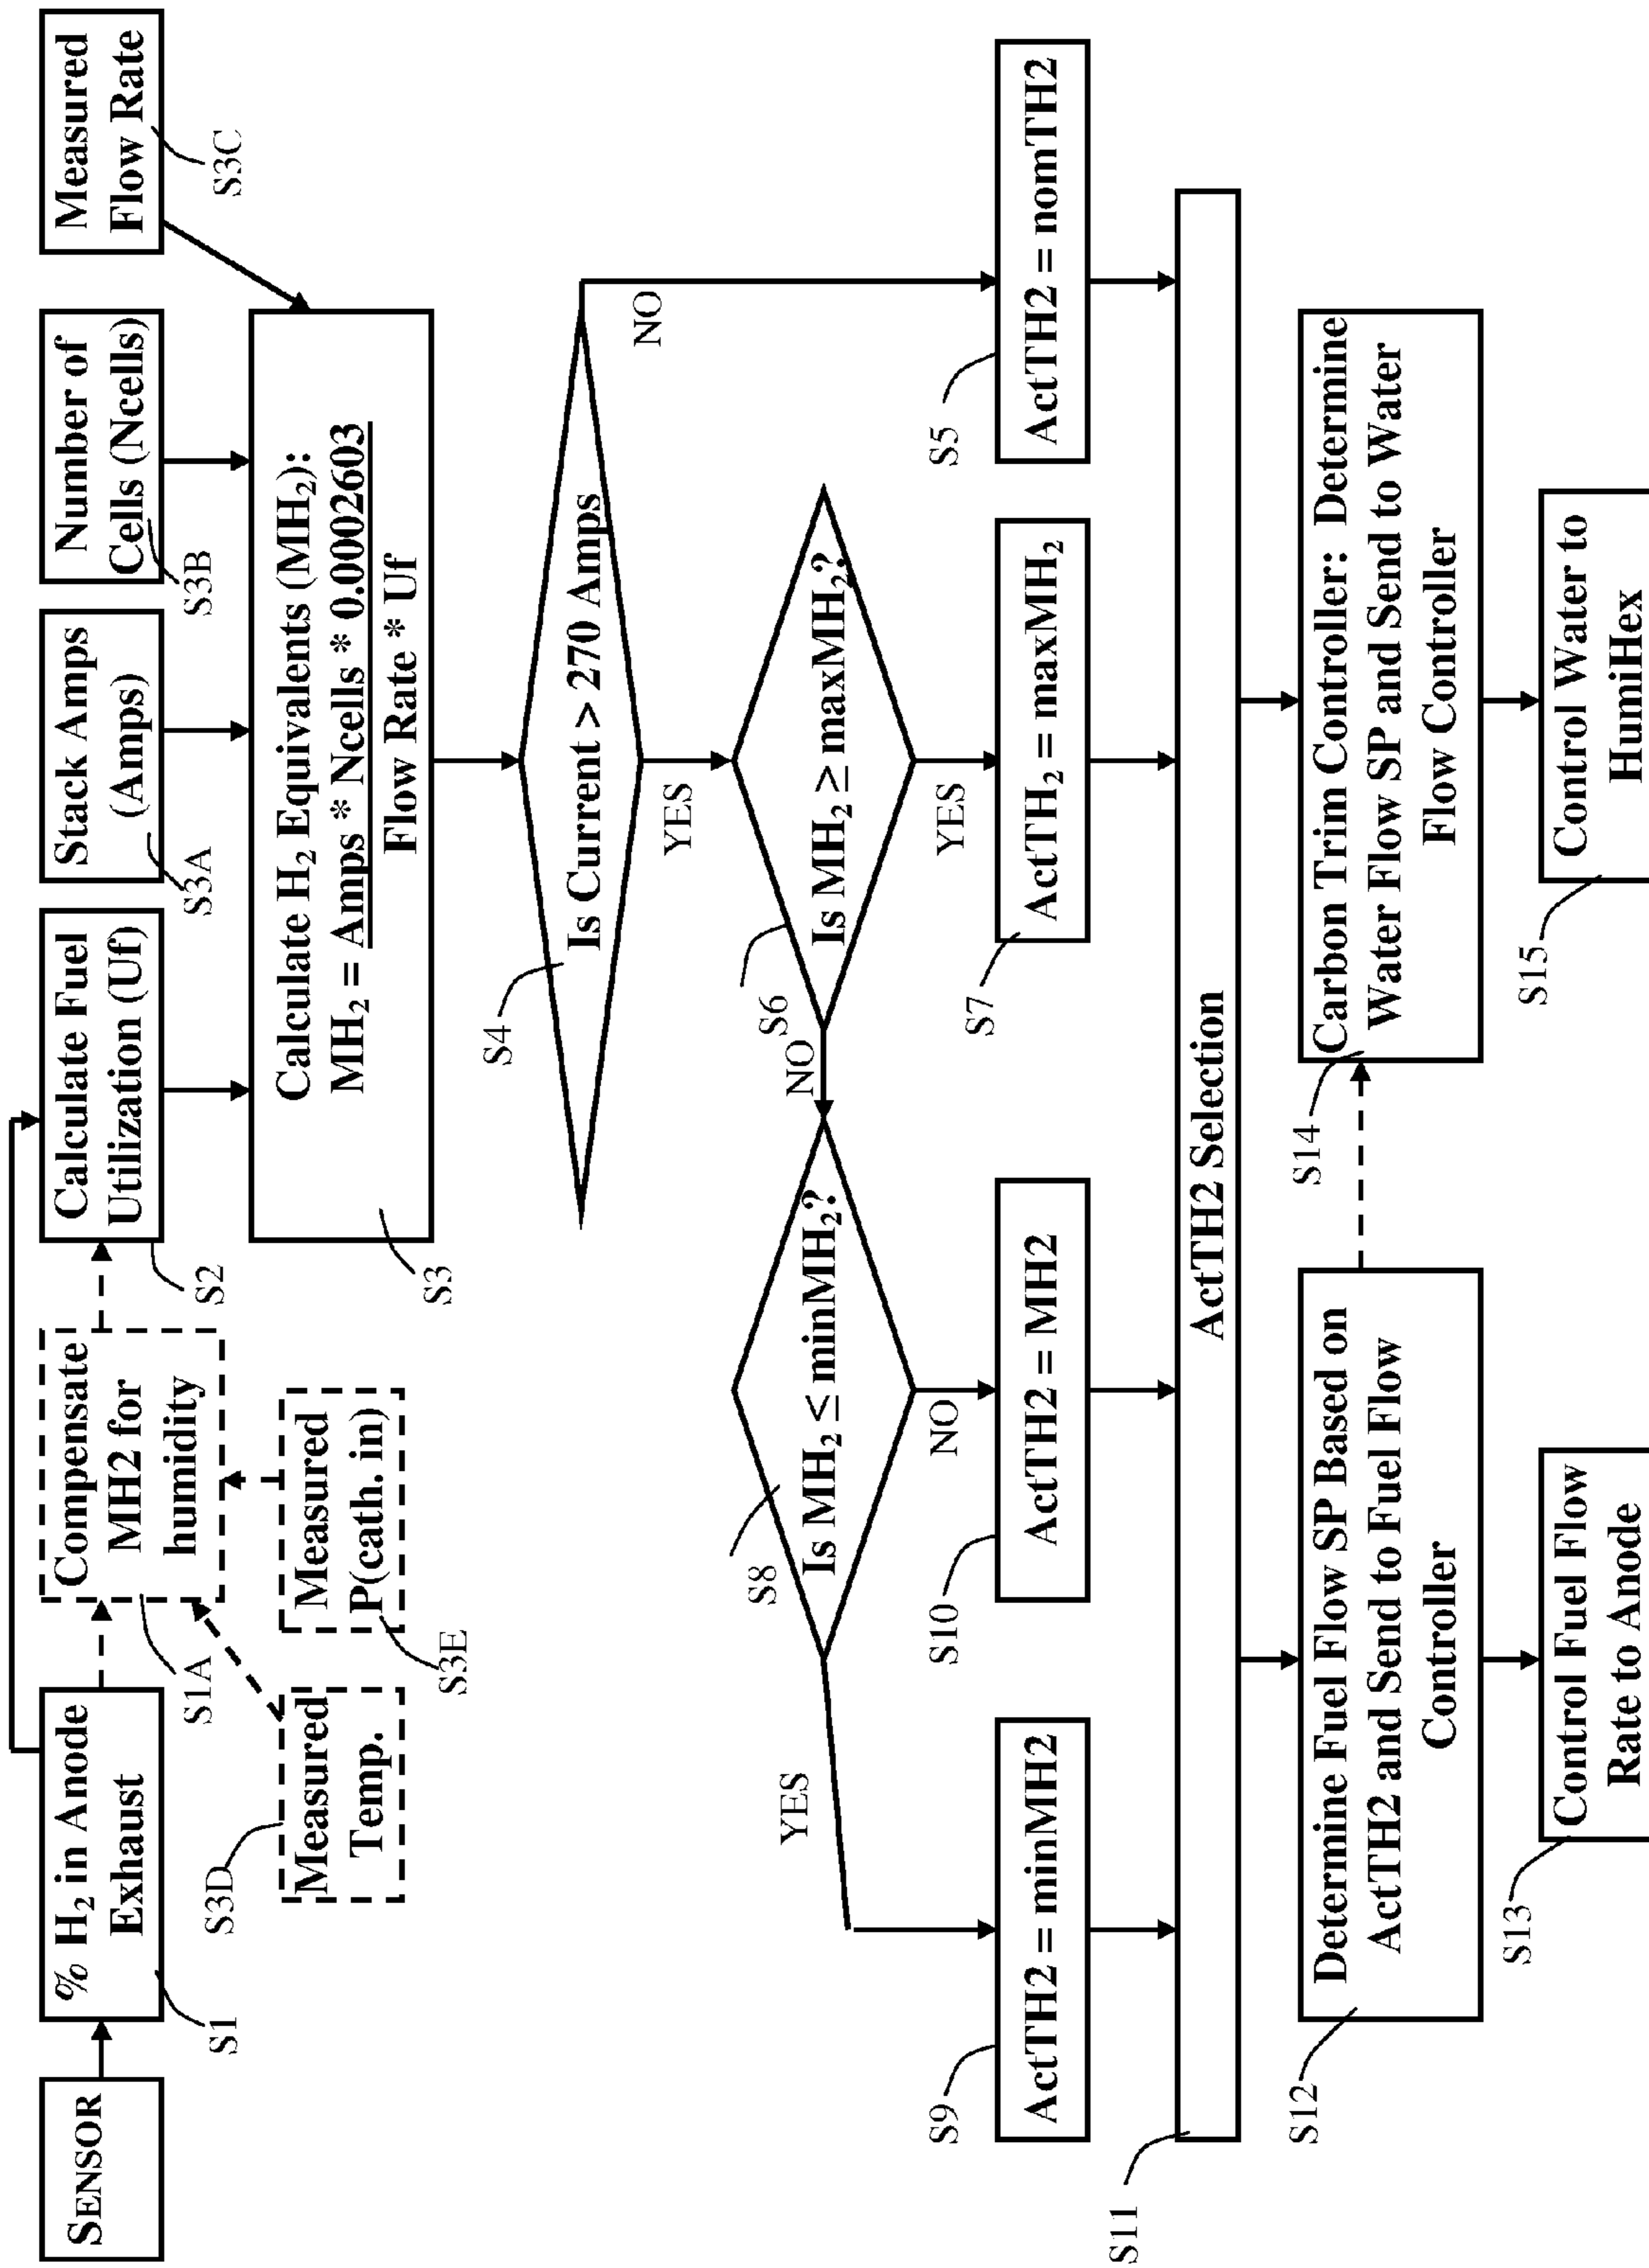 SENSOR
% H₂ in Anode
Exhaust
S1
Compensate
MH2 for
humidity
S1A
Measured
Temp.
S3D
Measured
P(cath. in)
S3E
Calculate Fuel
Utilization (Uf)
S2
Stack Amps
(Amps)
S3A
Number of
Cells (Ncells)
S3B
Measured
Flow Rate
S3C
Calculate H₂ Equivalents (MH₂):
MH₂ = Amps * Ncells * 0.0002603
Flow Rate * Uf
S3
Is Current > 270 Amps
S4
NO
YES
Is MH₂ ≥ maxMH₂?
S6
NO
YES
Is MH₂ ≤ minMH₂?
S8
YES
NO
S9
ActTH2 = minMH2
S10
ActTH2 = MH2
S7
ActTH₂ = maxMH₂
S5
ActTH2 = nomTH2
S11
ActTH2 Selection
S12
Determine Fuel Flow SP Based on
ActTH2 and Send to Fuel Flow
Controller
S14
Carbon Trim Controller: Determine
Water Flow SP and Send to Water
Flow Controller
S13
Control Fuel Flow
Rate to Anode
S15
Control Water to
HumiHex